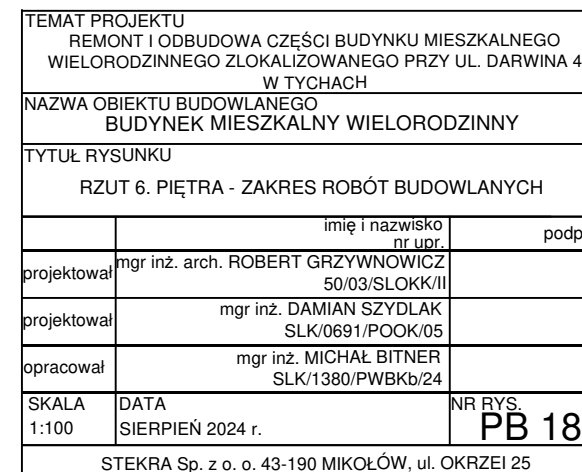 TEMAT PROJEKTU
REMONT I ODBUDOWA CZĘŚCI BUDYNKU MIESZKALNEGO
WIELORODZINNEGO ZLOKALIZOWANEGO PRZY UL. DARWINA 4
W TYCHACH
NAZWA OBIEKTU BUDOWLANEGO
BUDYNEK MIESZKALNY WIELORODZINNY
TYTUŁ RYSUNKU
RZUT 6. PIĘTRA - ZAKRES ROBÓT BUDOWLANYCH
imię i nazwisko
nr upr.
podp
projektował
mgr inż. arch. ROBERT GRZYWNOWICZ
50/03/SLOKK/II
projektował
mgr inż. DAMIAN SZYDLAK
SLK/0691/POOK/05
opracował
mgr inż. MICHAŁ BITNER
SLK/1380/PWBKb/24
SKALA
1:100
DATA
SIERPIEŃ 2024 r.
NR RYS.
PB 18
STEKRA Sp. z o. o. 43-190 MIKOŁÓW, ul. OKRZEI 25